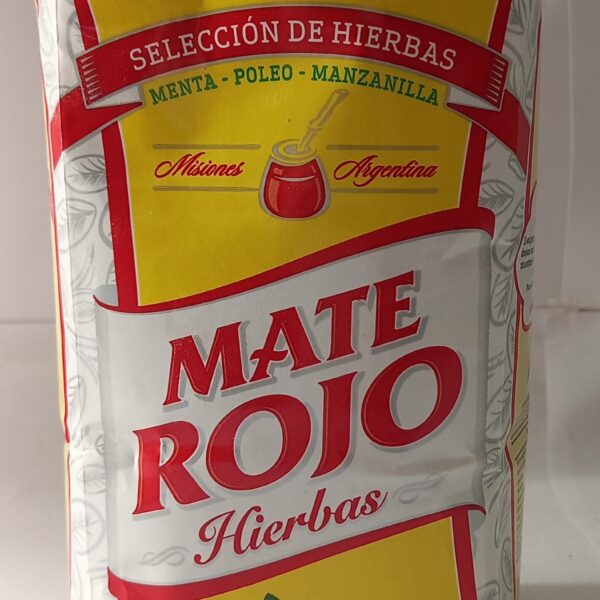 SELECCIÓN DE HIERBAS
MENTA - POLEO - MANZANILLA
Misiones Argentina
MATE
ROJO
Hierbas